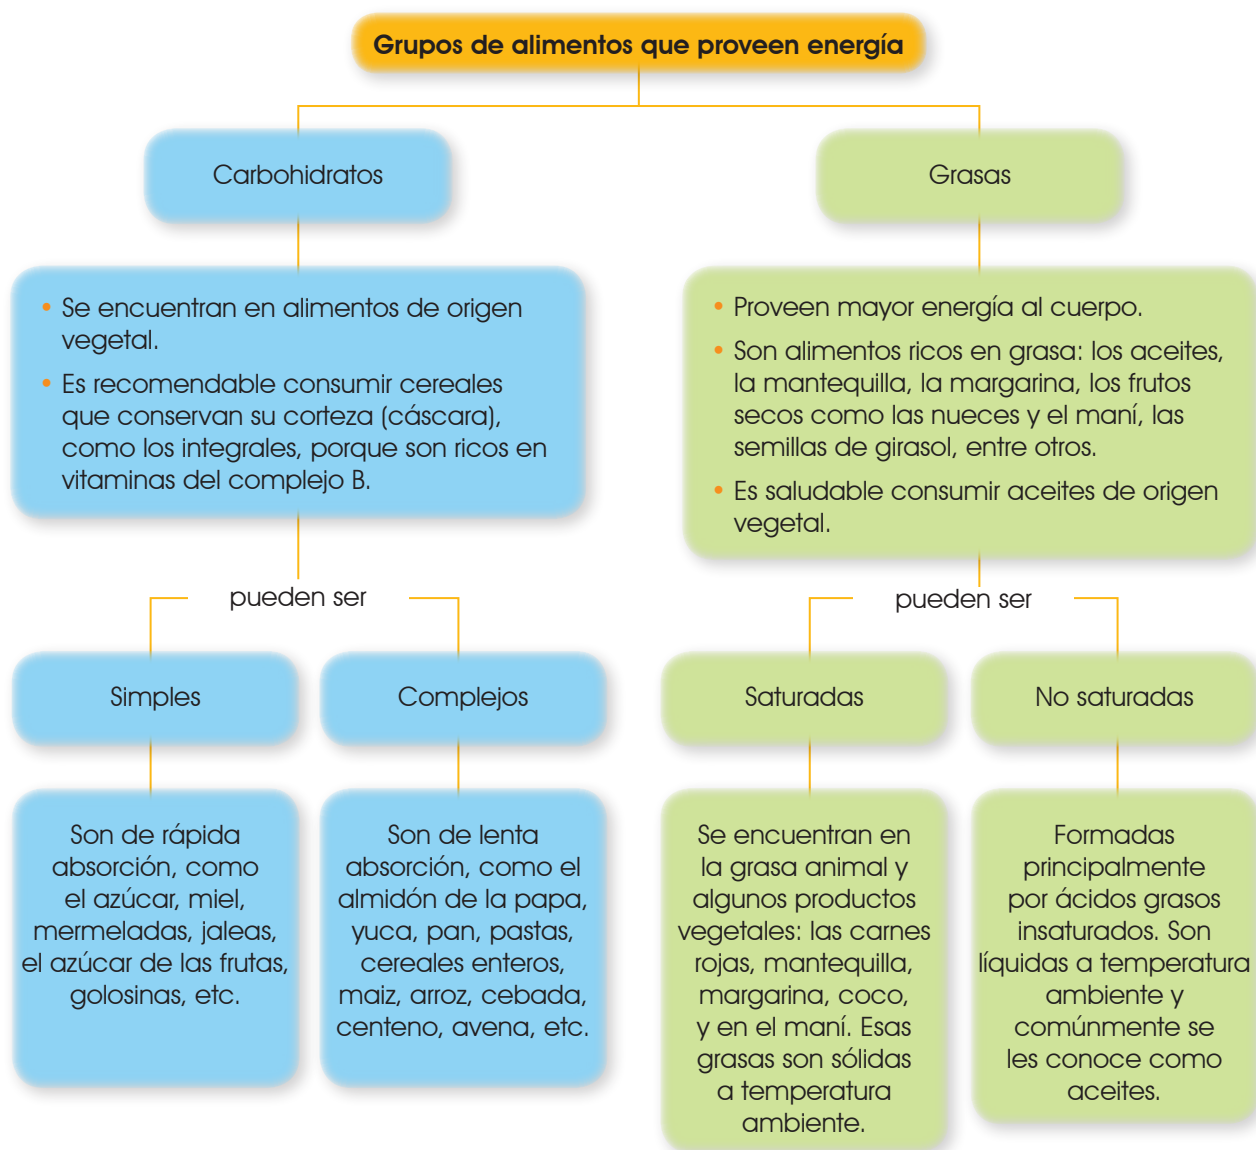 Grupos de alimentos que proveen energía
Carbohidratos
• Se encuentran en alimentos de origen
vegetal.
• Es recomendable consumir cereales
que conservan su corteza (cáscara),
como los integrales, porque son ricos en
vitaminas del complejo B.
pueden ser
Simples
Son de rápida
absorción, como
el azúcar, miel,
mermeladas, jaleas,
el azúcar de las frutas,
golosinas, etc.
Complejos
Son de lenta
absorción, como el
almidón de la papa,
yuca, pan, pastas,
cereales enteros,
maiz, arroz, cebada,
centeno, avena, etc.
Grasas
• Proveen mayor energía al cuerpo.
• Son alimentos ricos en grasa: los aceites,
la mantequilla, la margarina, los frutos
secos como las nueces y el maní, las
semillas de girasol, entre otros.
• Es saludable consumir aceites de origen
vegetal.
pueden ser
Saturadas
Se encuentran en
la grasa animal y
algunos productos
vegetales: las carnes
rojas, mantequilla,
margarina, coco,
y en el maní. Esas
grasas son sólidas
a temperatura
ambiente.
No saturadas
Formadas
principalmente
por ácidos grasos
insaturados. Son
líquidas a temperatura
ambiente y
comúnmente se
les conoce como
aceites.